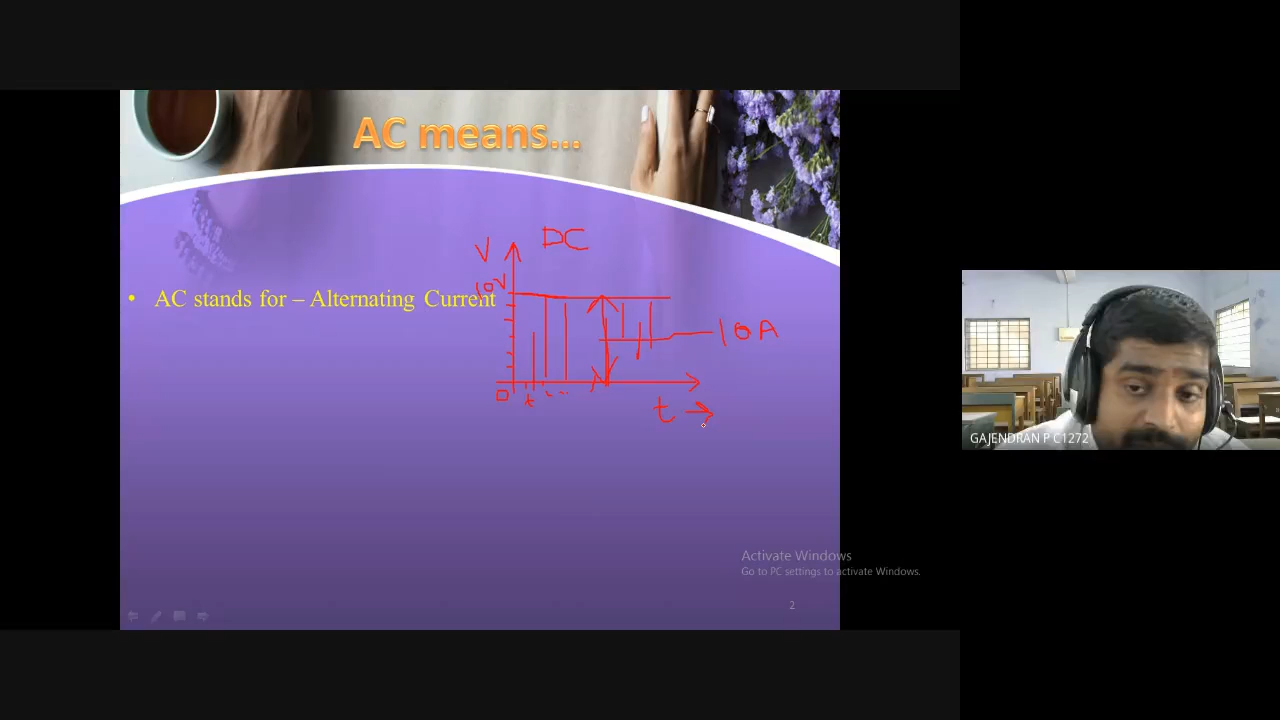 AC means...
DC
V
10V
• AC stands for – Alternating Current
10A
0
t
t →
GAJENDRAN P C1272
Activate Windows
Go to PC settings to activate Windows.
2